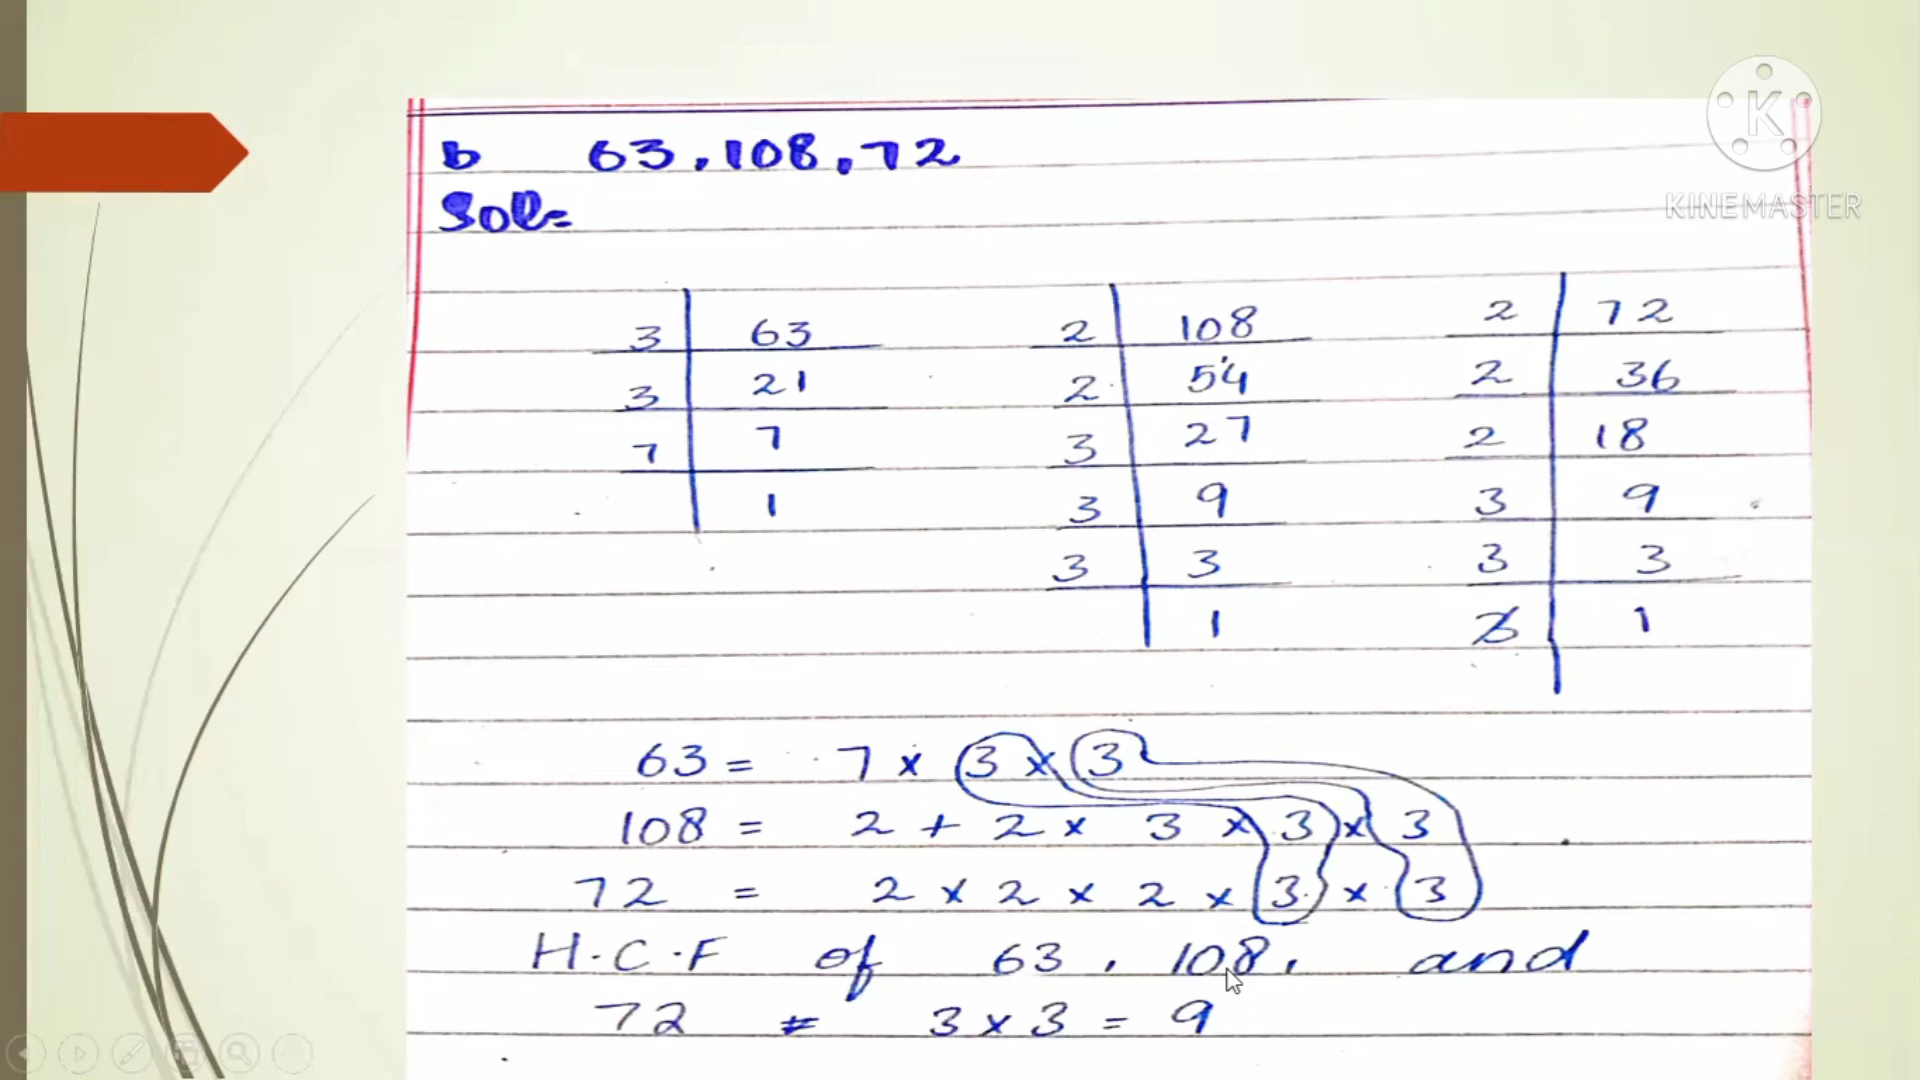 b 63, 108, 72
Sol=
3 63 2 108 2 72
3 21 2 54 2 36
7 7 3 27 2 18
1 3 9 3 9
3 3 3 3
1 1
63 = 7 × 3 × 3
108 = 2 + 2 × 3 × 3 × 3
72 = 2 × 2 × 2 × 3 × 3
H.C.F of 63, 108, and
72 = 3 × 3 = 9
K
KINEMASTER